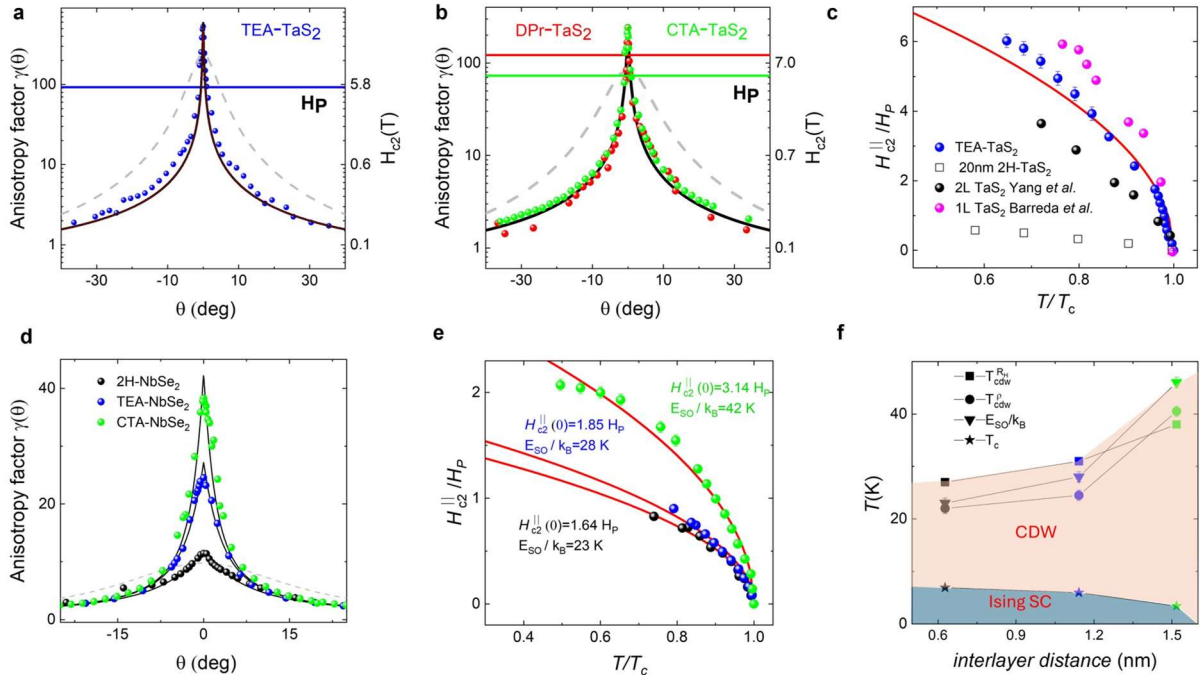 a
TEA-TaS2
Anisotropy factor γ(θ)
100
10
1
5.8
0.6
0.1
Hc2(T)
HP
-30
-10 0 10
30
θ (deg)
b
DPr-TaS2
CTA-TaS2
Anisotropy factor γ(θ)
100
10
1
7.0
0.7
0.1
Hc2(T)
HP
-30
-10 0 10
30
θ (deg)
c
H||c2/HP
6
4
2
0
TEA-TaS2
20nm 2H-TaS2
2L TaS2 Yang et al.
1L TaS2 Barreda et al.
0.6
0.8
1.0
T/Tc
d
Anisotropy factor γ(θ)
40
20
0
2H-NbSe2
TEA-NbSe2
CTA-NbSe2
-15
0
15
θ (deg)
e
H||c2/HP
2
1
0
H||c2(0)=3.14 HP
ESO / kB=42 K
H||c2(0)=1.85 HP
ESO / kB=28 K
H||c2(0)=1.64 HP
ESO / kB=23 K
0.4
0.6
0.8
1.0
T/Tc
f
T(K)
40
20
0
TRHcdw
Tρcdw
ESO/kB
Tc
CDW
Ising SC
0.6
0.9
1.2
1.5
interlayer distance (nm)